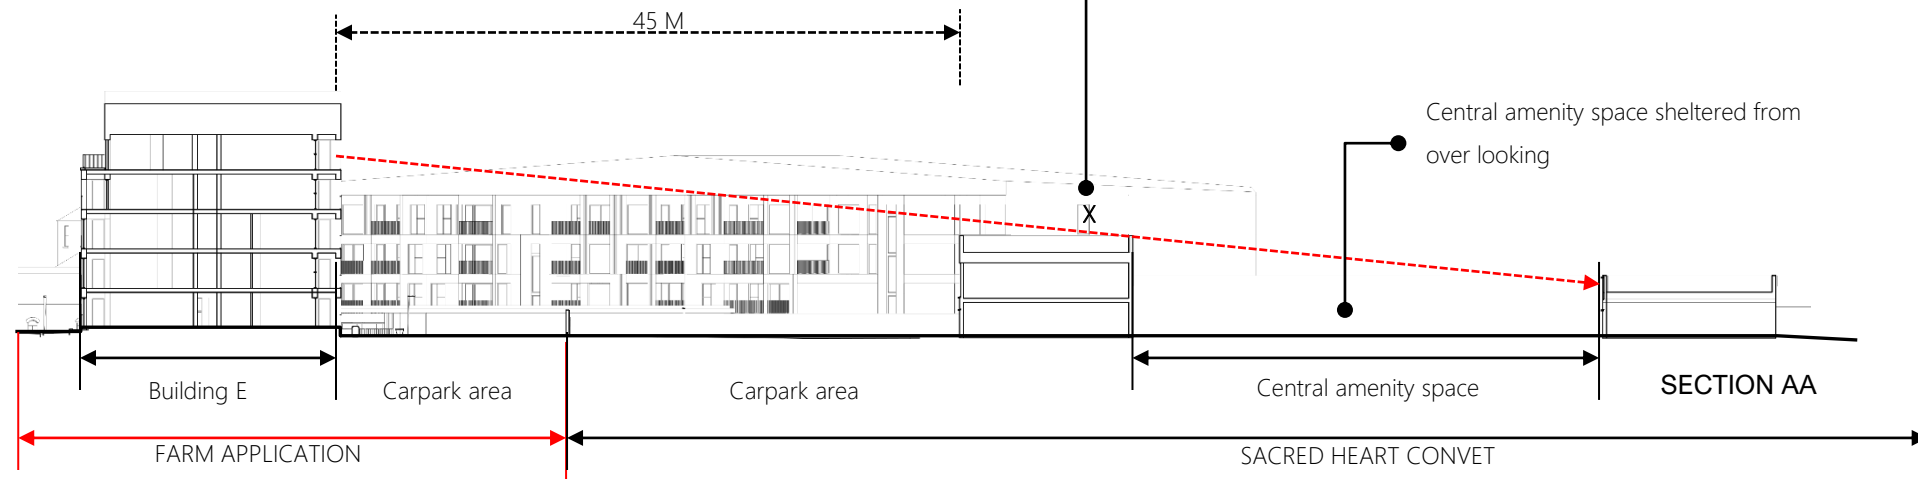 45 M
Central amenity space sheltered from
over looking
X
Building E
Carpark area
Carpark area
Central amenity space
SECTION AA
FARM APPLICATION
SACRED HEART CONVET